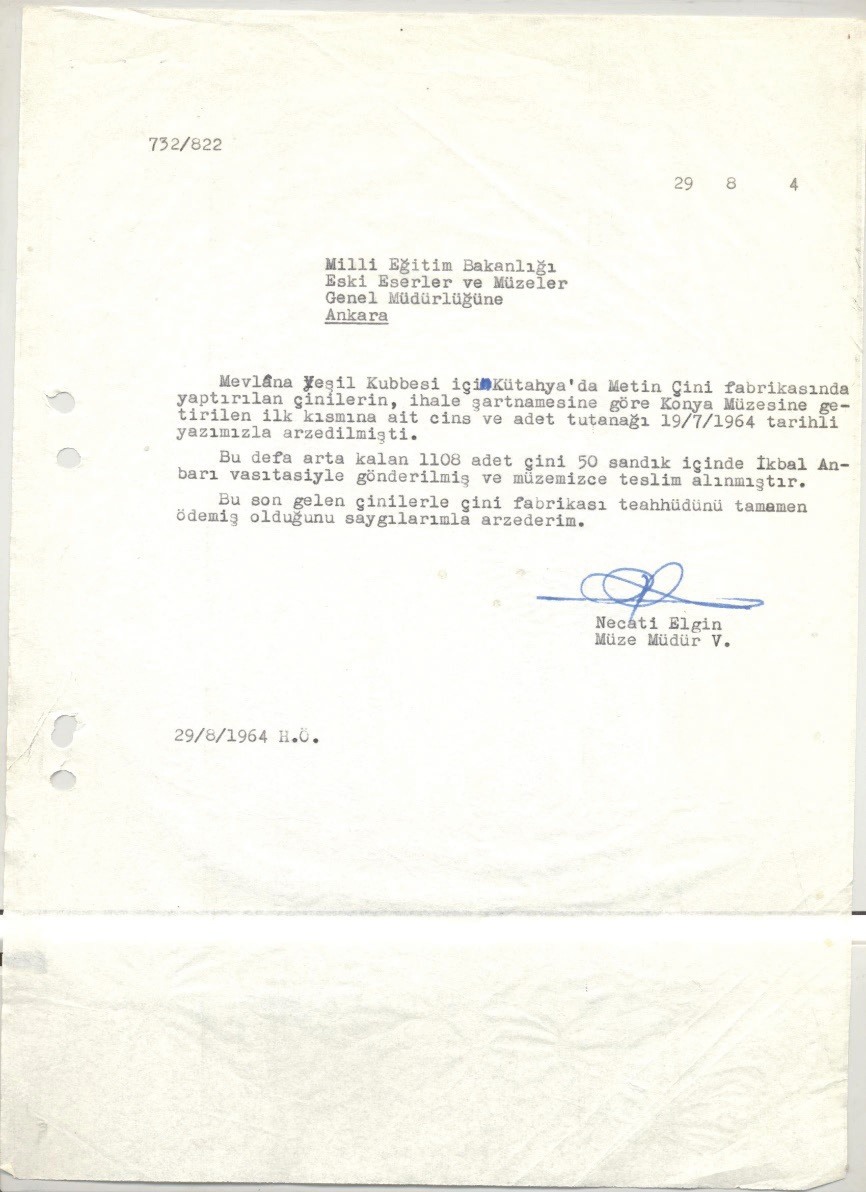 732/822
29 8 4
Milli Eğitim Bakanlığı
Eski Eserler ve Müzeler
Genel Müdürlüğüne
Ankara
Mevlâna Yeşil Kubbesi için Kütahya'da Metin Çini fabrikasında
yaptırılan çinilerin, ihale şartnamesine göre Konya Müzesine ge-
tirilen ilk kısmına ait cins ve adet tutanağı 19/7/1964 tarihli
yazımızla arzedilmişti.
Bu defa arta kalan 1108 adet çini 50 sandık içinde İkbal An-
barı vasıtasiyle gönderilmiş ve müzemizce teslim alınmıştır.
Bu son gelen çinilerle çini fabrikası teahhüdünü tamamen
ödemiş olduğunu saygılarımla arzederim.
Necati Elgin
Müze Müdür V.
29/8/1964 H.Ö.